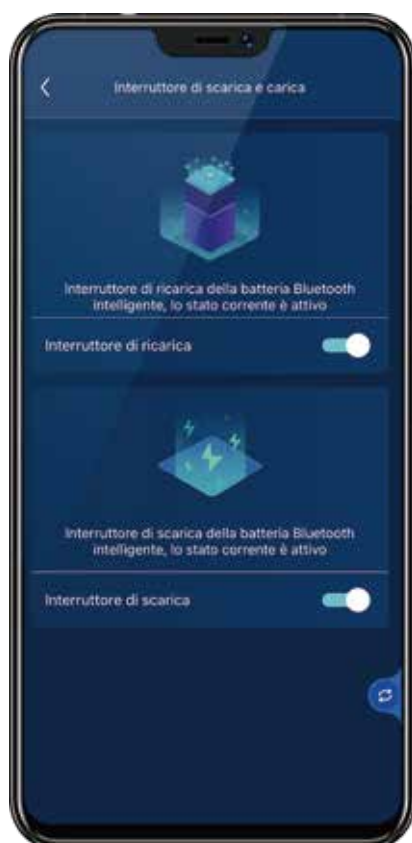 Interruttore di scarica e carica
Interruttore di ricarica della batteria Bluetooth
intelligente, lo stato corrente è attivo
Interruttore di ricarica
Interruttore di scarica della batteria Bluetooth
intelligente, lo stato corrente è attivo
Interruttore di scarica